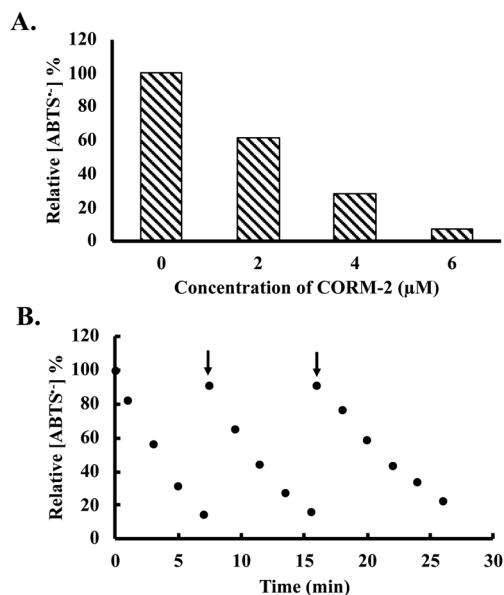 A.
Relative [ABTS•-] %
120
100
80
60
40
20
0
0 2 4 6
Concentration of CORM-2 (µM)
B.
Relative [ABTS•-] %
120
100
80
60
40
20
0
0 5 10 15 20 25 30
Time (min)